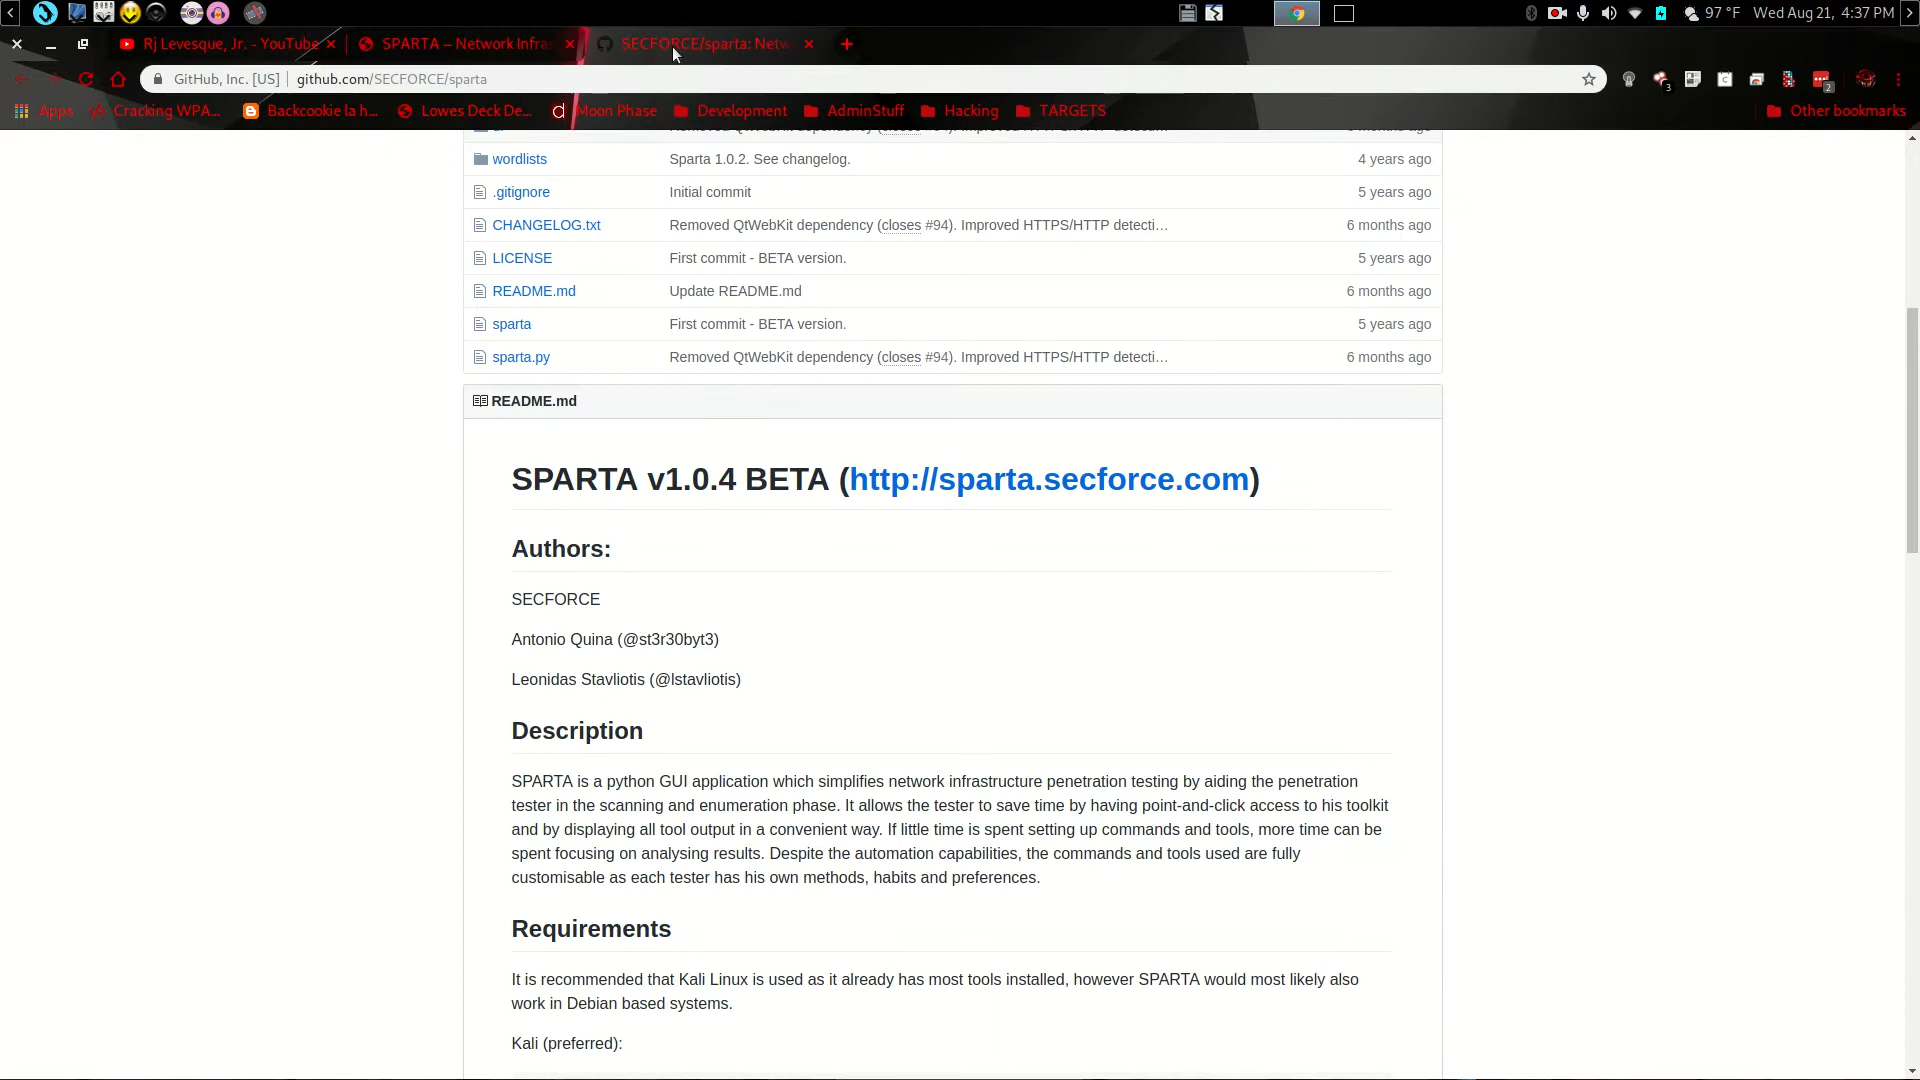 97 °F
Wed Aug 21, 4:37 PM
Rj Levesque, Jr. - YouTube
SPARTA – Network Infras
SECFORCE/sparta: Netw
GitHub, Inc. [US]
github.com/SECFORCE/sparta
3
2
Apps
Cracking WPA...
Backcookie la h...
Lowes Deck De...
Moon Phase
Development
AdminStuff
Hacking
TARGETS
Other bookmarks
wordlists
Sparta 1.0.2. See changelog.
4 years ago
.gitignore
Initial commit
5 years ago
CHANGELOG.txt
Removed QtWebKit dependency (closes #94). Improved HTTPS/HTTP detecti…
6 months ago
LICENSE
First commit - BETA version.
5 years ago
README.md
Update README.md
6 months ago
sparta
First commit - BETA version.
5 years ago
sparta.py
Removed QtWebKit dependency (closes #94). Improved HTTPS/HTTP detecti…
6 months ago
README.md
SPARTA v1.0.4 BETA (http://sparta.secforce.com)
Authors:
SECFORCE
Antonio Quina (@st3r30byt3)
Leonidas Stavliotis (@lstavliotis)
Description
SPARTA is a python GUI application which simplifies network infrastructure penetration testing by aiding the penetration
tester in the scanning and enumeration phase. It allows the tester to save time by having point-and-click access to his toolkit
and by displaying all tool output in a convenient way. If little time is spent setting up commands and tools, more time can be
spent focusing on analysing results. Despite the automation capabilities, the commands and tools used are fully
customisable as each tester has his own methods, habits and preferences.
Requirements
It is recommended that Kali Linux is used as it already has most tools installed, however SPARTA would most likely also
work in Debian based systems.
Kali (preferred):